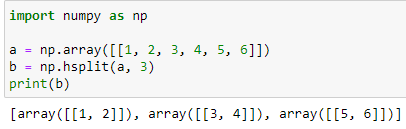 import numpy as np
a = np.array([[1, 2, 3, 4, 5, 6]])
b = np.hsplit(a, 3)
print(b)
[array([[1, 2]]), array([[3, 4]]), array([[5, 6]])]